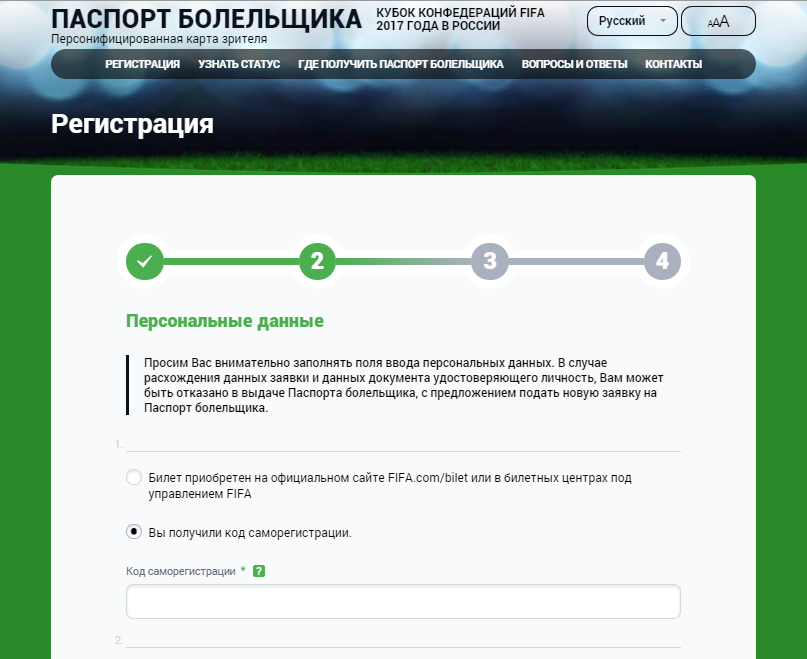 ПАСПОРТ БОЛЕЛЬЩИКА
Персонифицированная карта зрителя
КУБОК КОНФЕДЕРАЦИЙ FIFA
2017 ГОДА В РОССИИ
Русский
AAA
РЕГИСТРАЦИЯ УЗНАТЬ СТАТУС ГДЕ ПОЛУЧИТЬ ПАСПОРТ БОЛЕЛЬЩИКА ВОПРОСЫ И ОТВЕТЫ КОНТАКТЫ
Регистрация
2 3 4
Персональные данные
Просим Вас внимательно заполнять поля ввода персональных данных. В случае
расхождения данных заявки и данных документа удостоверяющего личность, Вам может
быть отказано в выдаче Паспорта болельщика, с предложением подать новую заявку на
Паспорт болельщика.
1.
Билет приобретен на официальном сайте FIFA.com/bilet или в билетных центрах под
управлением FIFA
Вы получили код саморегистрации.
Код саморегистрации * ?
2.